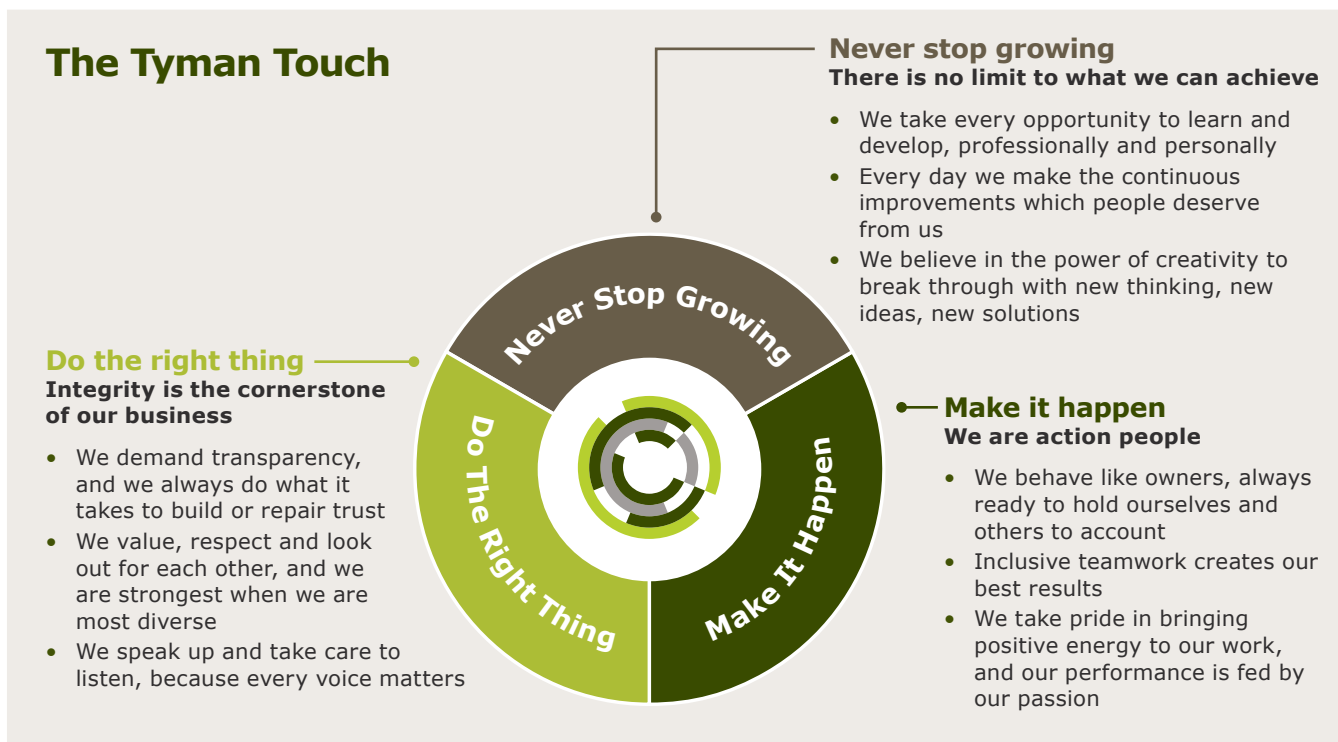 The Tyman Touch
Never stop growing
There is no limit to what we can achieve
• We take every opportunity to learn and
develop, professionally and personally
• Every day we make the continuous
improvements which people deserve
from us
• We believe in the power of creativity to
break through with new thinking, new
ideas, new solutions
Never Stop Growing
Do The Right Thing
Make It Happen
Do the right thing
Integrity is the cornerstone
of our business
• We demand transparency,
and we always do what it
takes to build or repair trust
• We value, respect and look
out for each other, and we
are strongest when we are
most diverse
• We speak up and take care to
listen, because every voice matters
Make it happen
We are action people
• We behave like owners, always
ready to hold ourselves and
others to account
• Inclusive teamwork creates our
best results
• We take pride in bringing
positive energy to our work,
and our performance is fed by
our passion